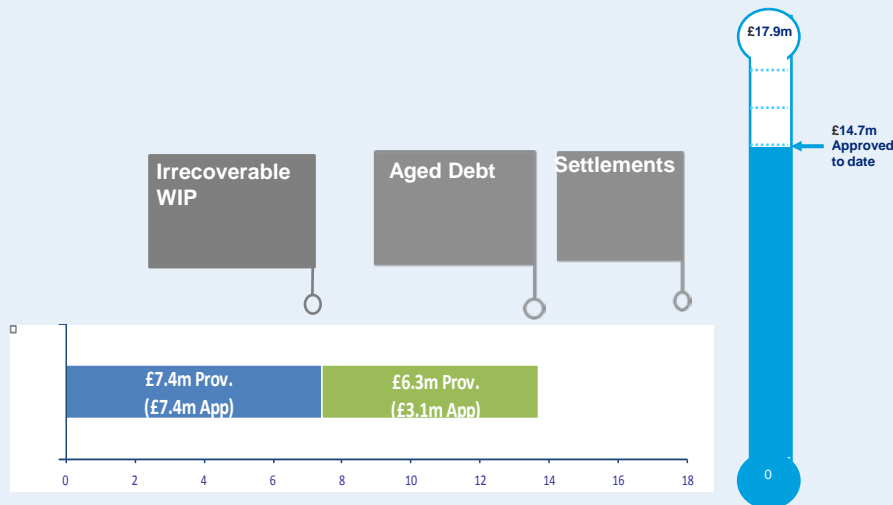 £17.9m
£14.7m
Approved
to date
Irrecoverable
WIP
Aged Debt
Settlements
£7.4m Prov.
(£7.4m App)
£6.3m Prov.
(£3.1m App)
0 2 4 6 8 10 12 14 16 18
0